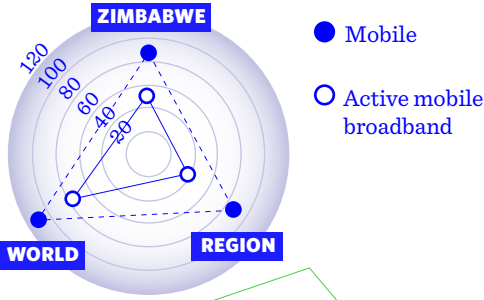 ZIMBABWE
Mobile
120
100
80
60
40
20
Active mobile
broadband
REGION
WORLD